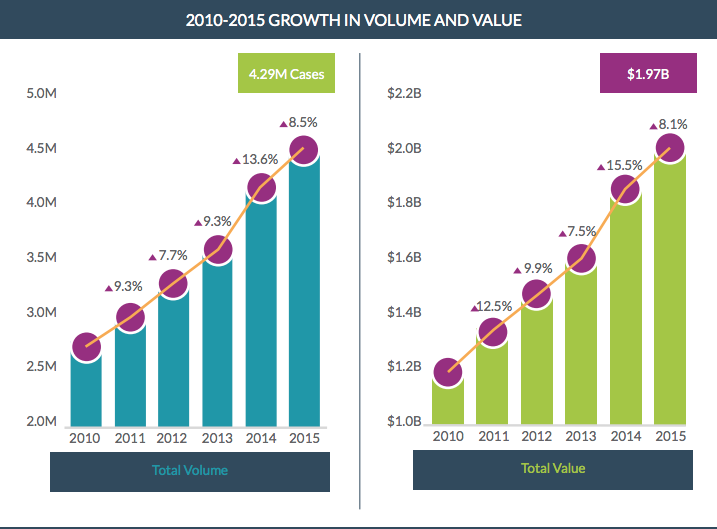 2010-2015 GROWTH IN VOLUME AND VALUE
4.29M Cases
5.0M
4.5M
4.0M
3.5M
3.0M
2.5M
2.0M
▲9.3%
▲7.7%
▲9.3%
▲13.6%
▲8.5%
2010 2011 2012 2013 2014 2015
Total Volume
$1.97B
$2.2B
$2.0B
$1.8B
$1.6B
$1.4B
$1.2B
$1.0B
▲12.5%
▲9.9%
▲7.5%
▲15.5%
▲8.1%
2010 2011 2012 2013 2014 2015
Total Value